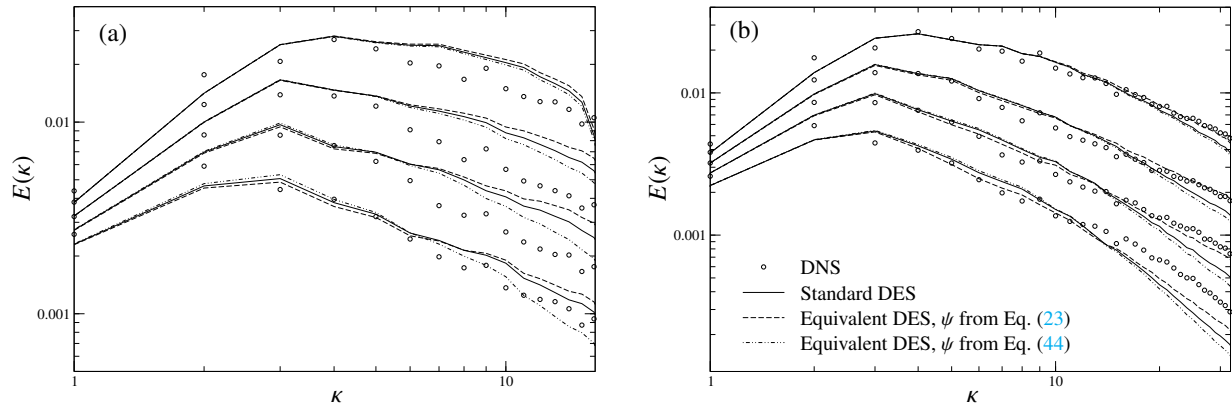 (a)
E(κ)
0.01
0.001
1
10
κ
(b)
E(κ)
0.01
0.001
1
10
κ
DNS
Standard DES
Equivalent DES, ψ from Eq. (23)
Equivalent DES, ψ from Eq. (44)